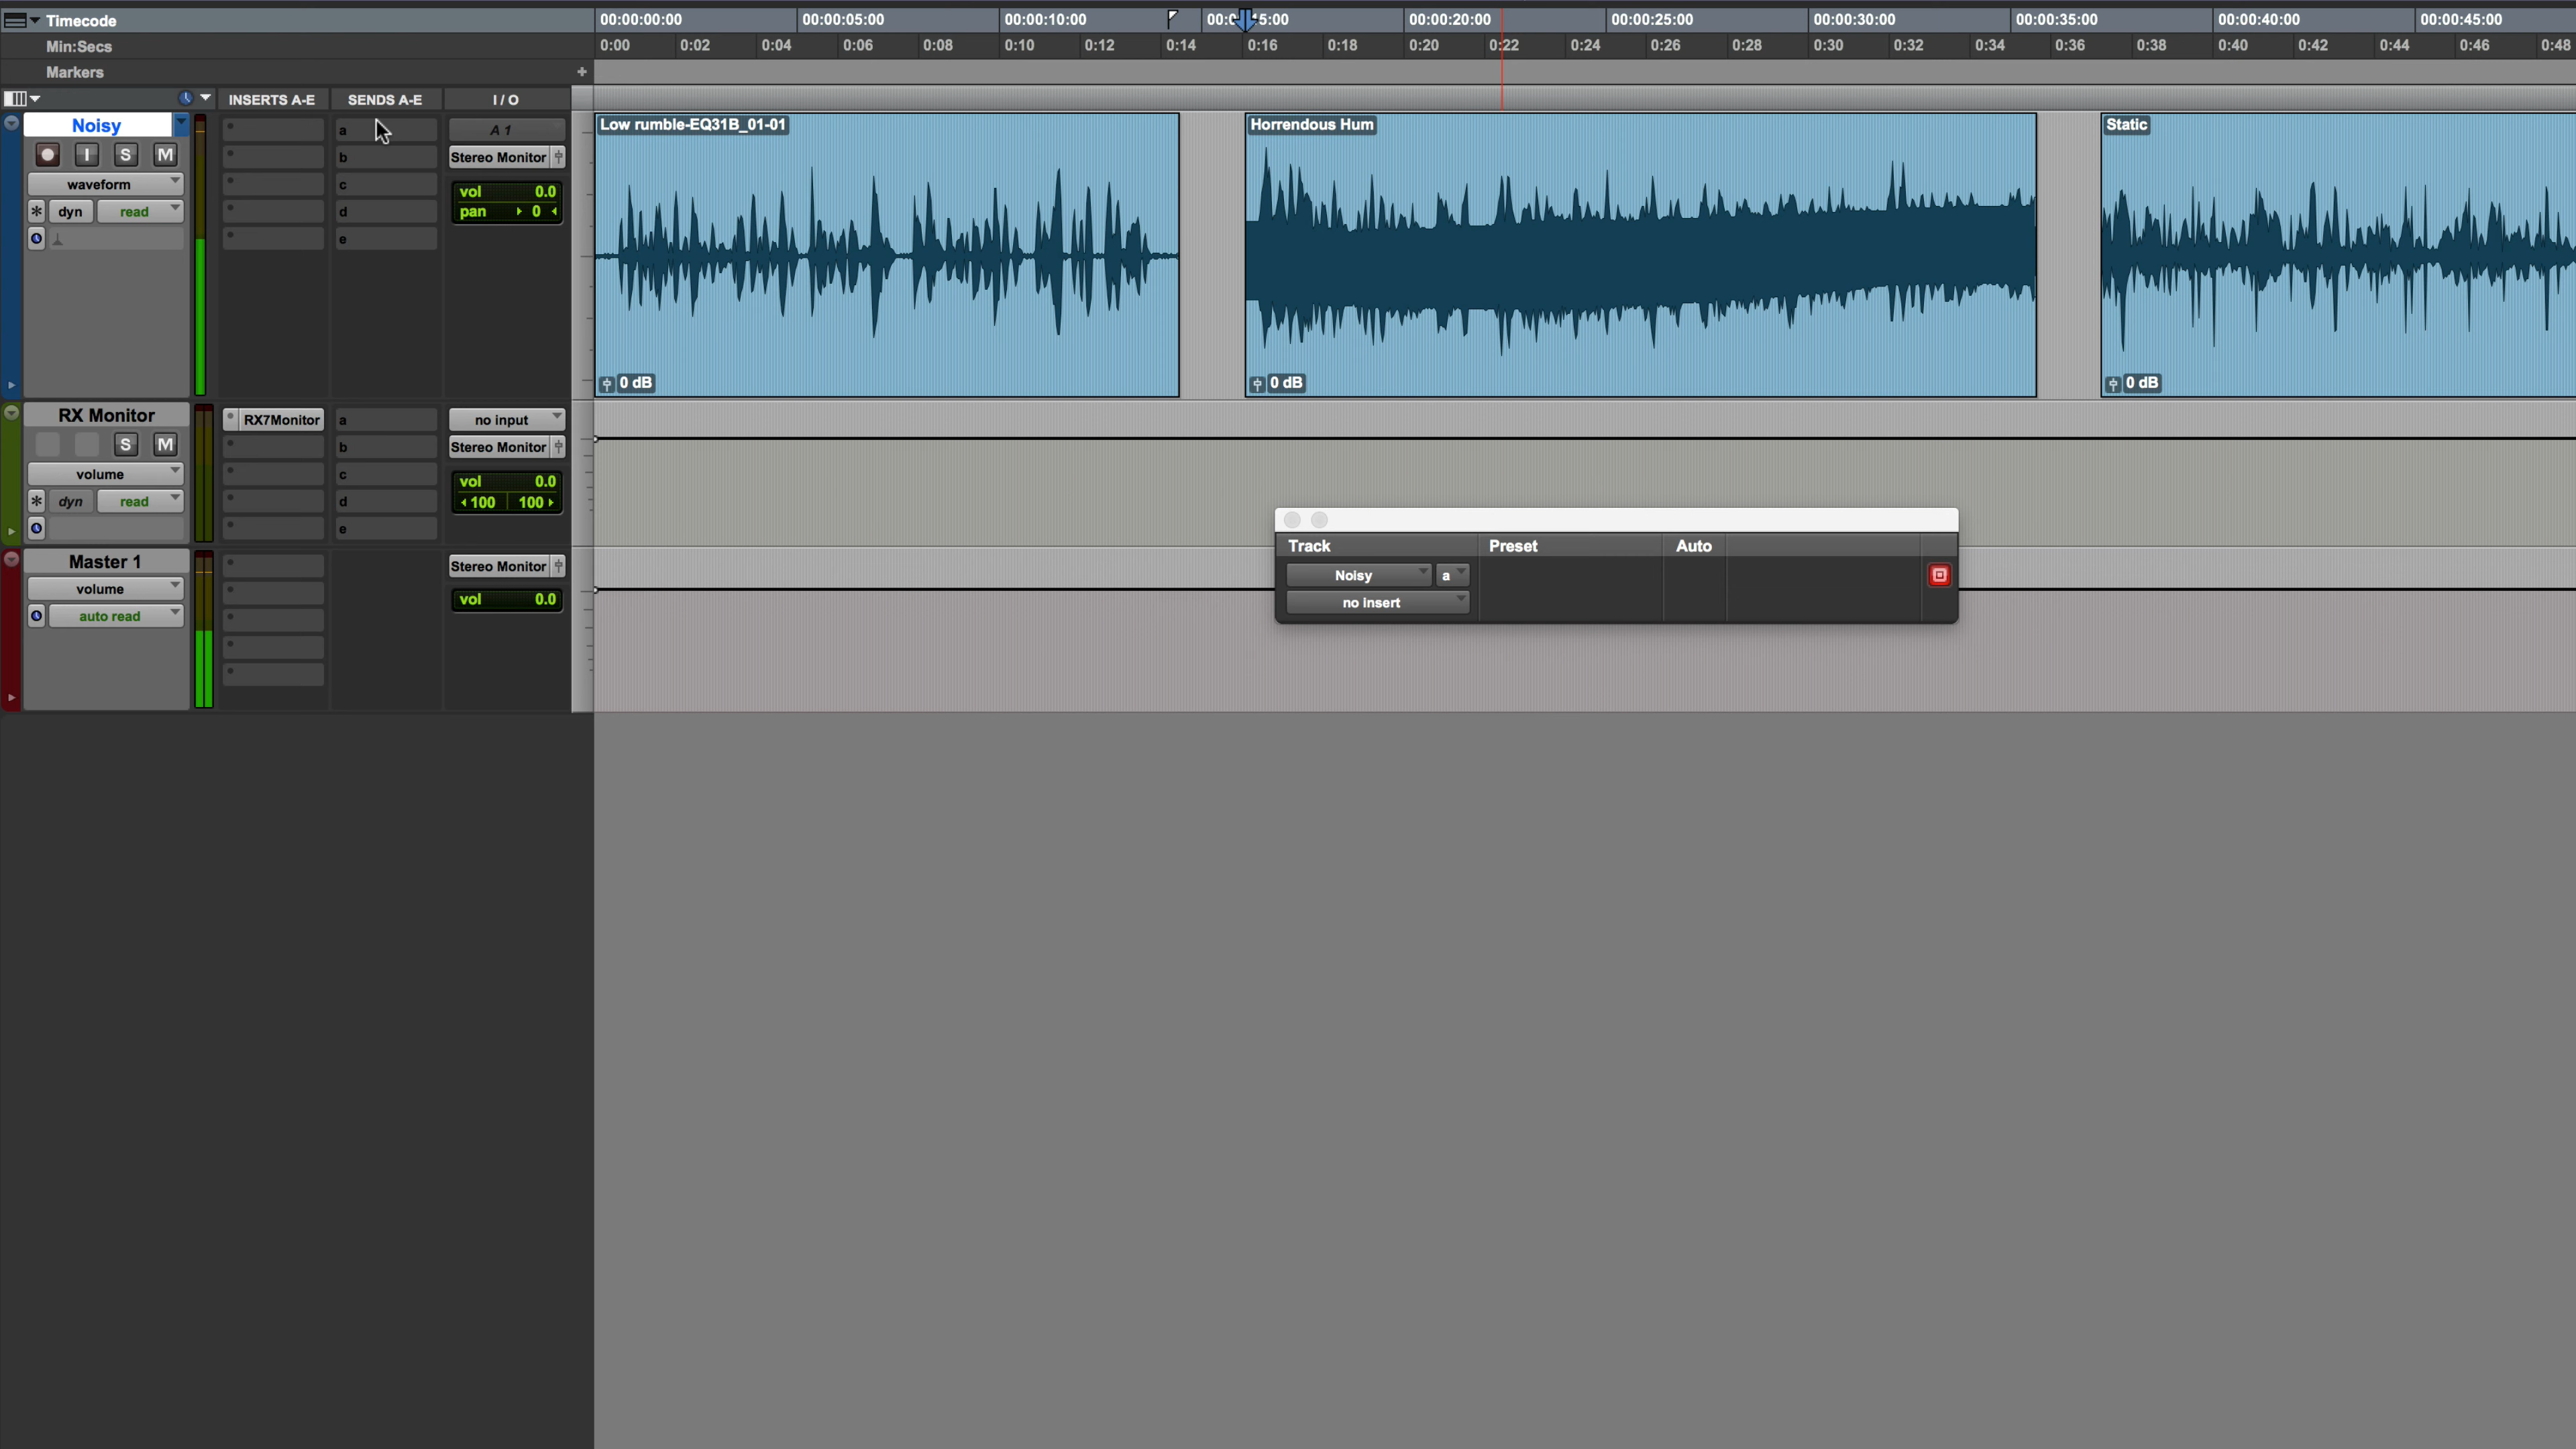 Timecode 00:00:00:00 00:00:05:00 00:00:10:00 00:00:20:00 00:00:25:00 00:00:30:00 00:00:35:00 00:00:40:00 00:00:45:00
Min:Secs 0:00 0:02 0:04 0:06 0:08 0:10 0:12 0:14 0:16 0:18 0:20 0:22 0:24 0:26 0:28 0:30 0:32 0:34 0:36 0:38 0:40 0:42 0:44 0:46 0:48
Markers +
INSERTS A-E SENDS A-E I / O
Noisy a A 1 Low rumble-EQ31B_01-01 Horrendous Hum Static
I S M b Stereo Monitor
waveform c vol 0.0
dyn read d pan 0
e
0 dB 0 dB 0 dB
RX Monitor RX7Monitor a no input
S M b Stereo Monitor
volume c vol 0.0
dyn read d 100 100
e
Track Preset Auto
Noisy a
no insert
Master 1 Stereo Monitor
volume vol 0.0
auto read